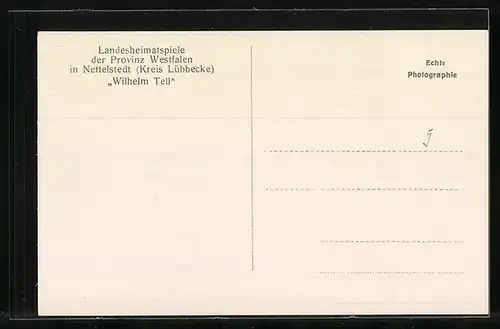 Landesheimatspiele
der Provinz Westfalen
in Nettelstedt (Kreis Lübbecke)
„Wilhelm Tell“
Echte
Photographie